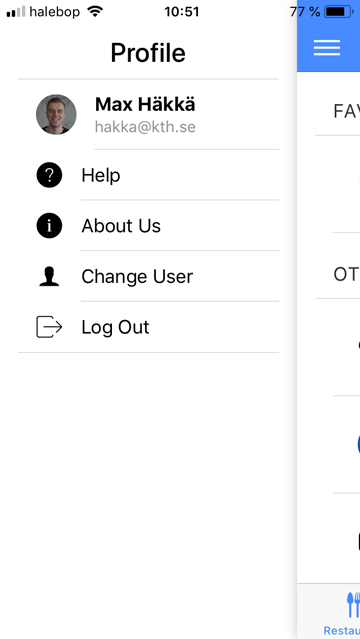 halebop 10:51 77 %
Profile
Max Häkkä
hakka@kth.se
Help
About Us
Change User
Log Out
FAV
OT
Restau